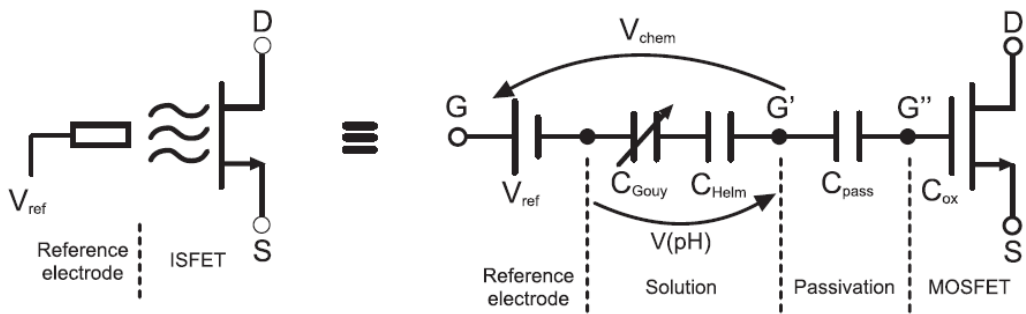 D
V_ref
S
Reference
electrode
ISFET
≡
V_chem
G
G'
G''
D
V_ref
C_Gouy
C_Helm
C_pass
C_ox
V(pH)
S
Reference
electrode
Solution
Passivation
MOSFET